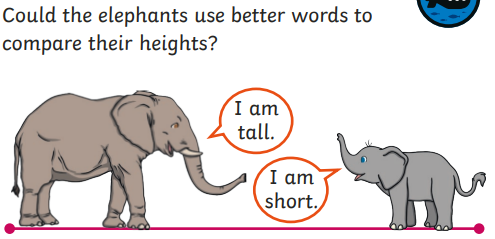 Could the elephants use better words to
compare their heights?
I am
tall.
I am
short.